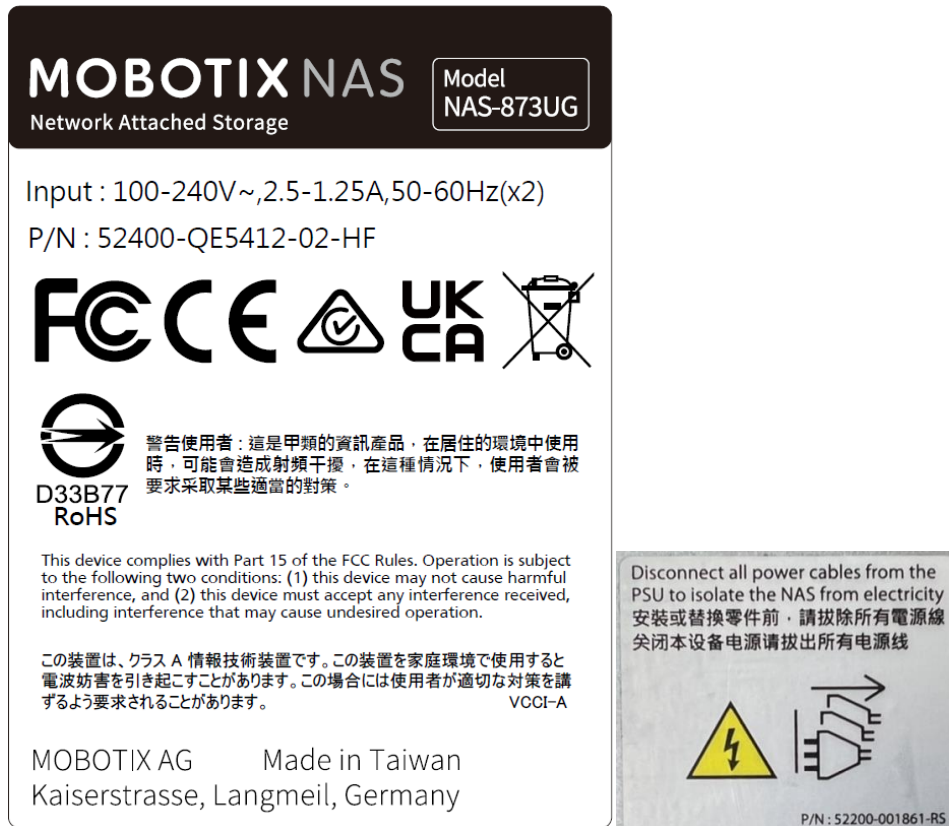 MOBOTIX NAS
Network Attached Storage
Model
NAS-873UG
Input : 100-240V~,2.5-1.25A,50-60Hz(x2)
P/N : 52400-QE5412-02-HF
FC CE UK
CA
D33B77
RoHS
警告使用者 : 這是甲類的資訊產品，在居住的環境中使用
時，可能會造成射頻干擾，在這種情況下，使用者會被
要求采取某些適當的對策。
This device complies with Part 15 of the FCC Rules. Operation is subject
to the following two conditions: (1) this device may not cause harmful
interference, and (2) this device must accept any interference received,
including interference that may cause undesired operation.
この装置は、クラス A 情報技術装置です。この装置を家庭環境で使用すると
電波妨害を引き起こすことがあります。この場合には使用者が適切な対策を講
ずるよう要求されることがあります。 VCCI-A
MOBOTIX AG Made in Taiwan
Kaiserstrasse, Langmeil, Germany
Disconnect all power cables from the
PSU to isolate the NAS from electricity
安裝或替換零件前，請拔除所有電源線
关闭本设备电源请拔出所有电源线
P/N : 52200-001861-RS